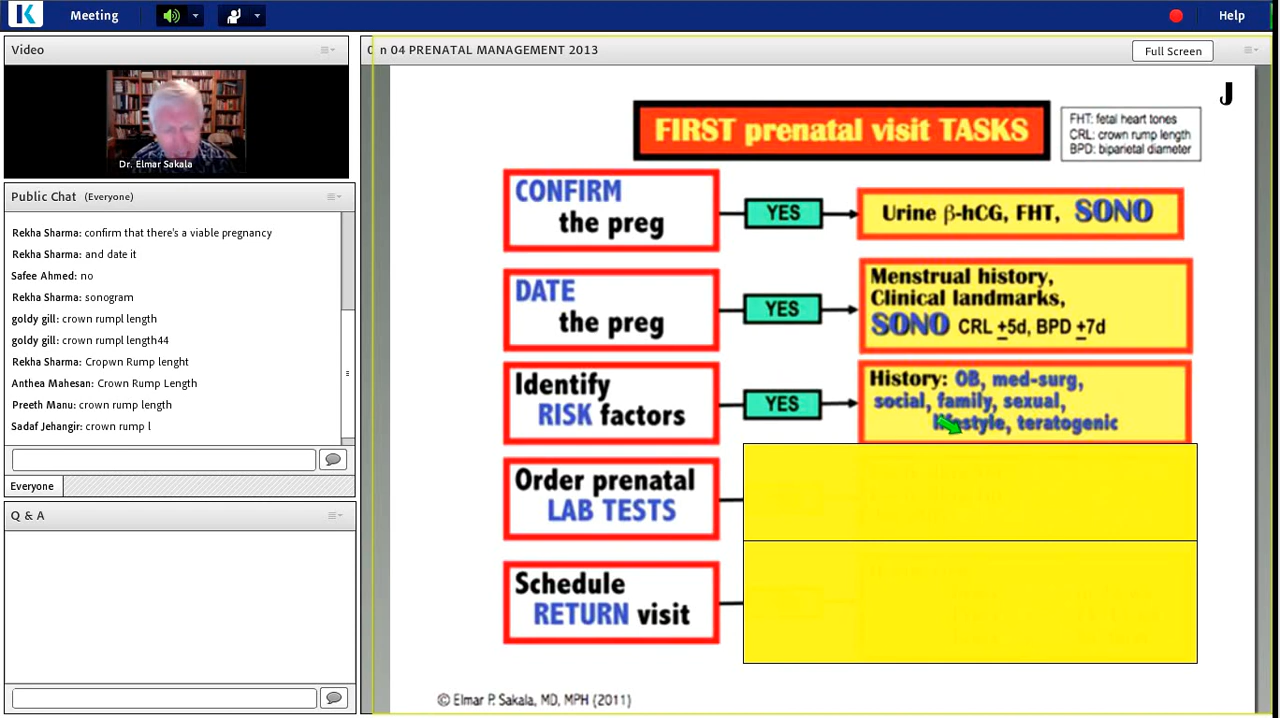 K Meeting Help
Video
Dr. Elmar Sakala
Public Chat (Everyone)
Rekha Sharma: confirm that there's a viable pregnancy
Rekha Sharma: and date it
Safee Ahmed: no
Rekha Sharma: sonogram
goldy gill: crown rumpl length
goldy gill: crown rumpl length44
Rekha Sharma: Cropwn Rump lenght
Anthea Mahesan: Crown Rump Length
Preeth Manu: crown rump length
Sadaf Jehangir: crown rump l
Everyone
Q & A
n 04 PRENATAL MANAGEMENT 2013
Full Screen
J
FIRST prenatal visit TASKS
FHT: fetal heart tones
CRL: crown rump length
BPD: biparietal diameter
CONFIRM
the preg
YES
Urine β-hCG, FHT, SONO
DATE
the preg
YES
Menstrual history,
Clinical landmarks,
SONO CRL +5d, BPD +7d
Identify
RISK factors
YES
History: OB, med-surg,
social, family, sexual,
lifestyle, teratogenic
Order prenatal
LAB TESTS
Schedule
RETURN visit
© Elmar P. Sakala, MD, MPH (2011)